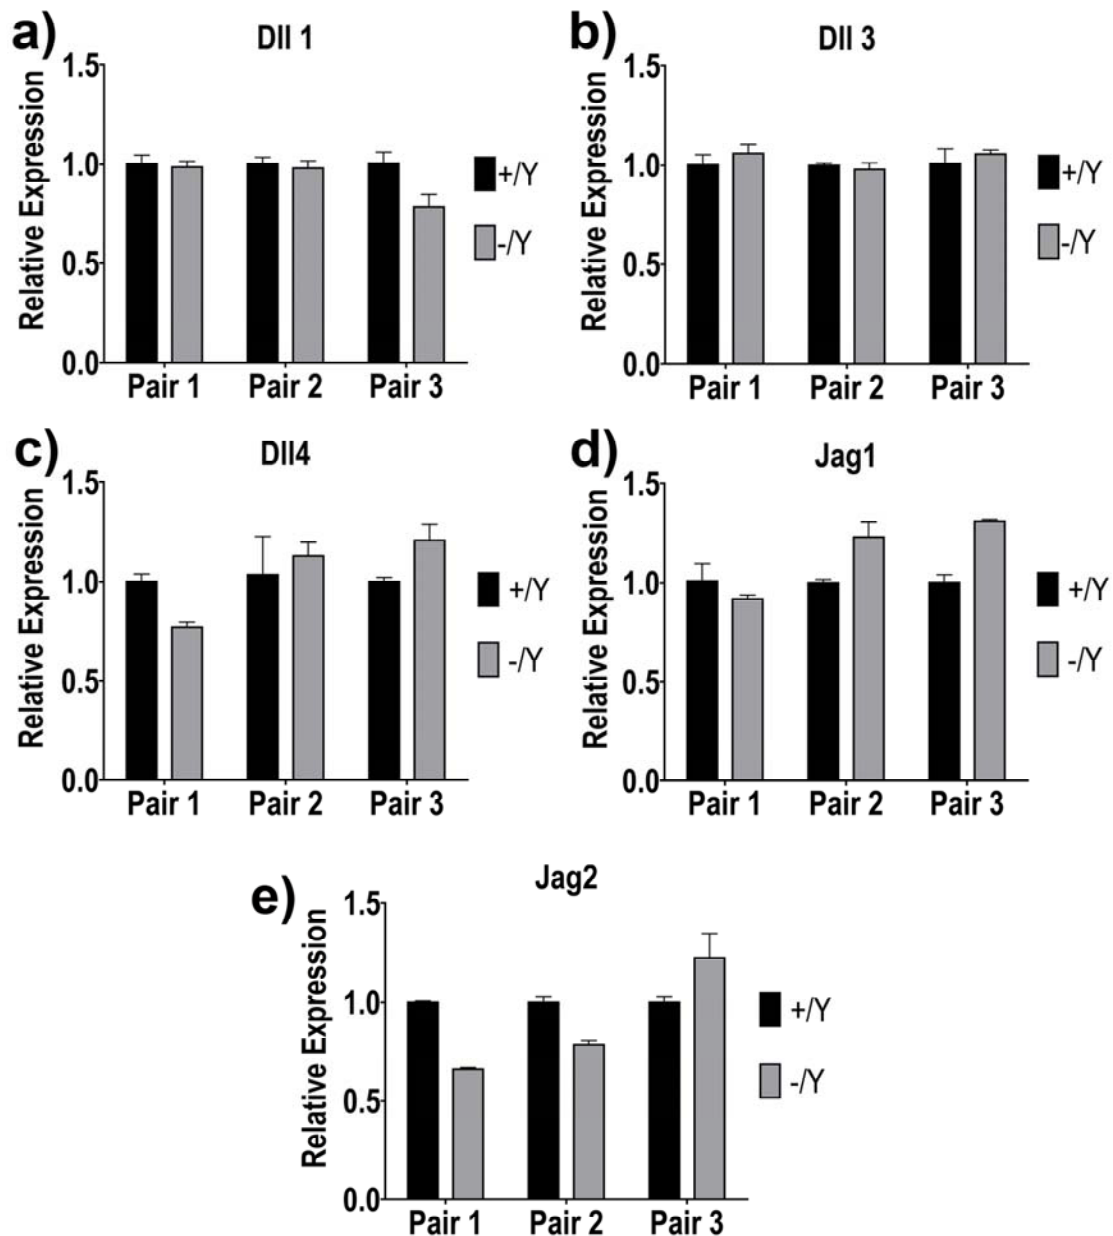 a)
Dll 1
Relative Expression
1.5
1.0
0.5
0.0
Pair 1 Pair 2 Pair 3
+/Y
-/Y
b)
Dll 3
Relative Expression
1.5
1.0
0.5
0.0
Pair 1 Pair 2 Pair 3
+/Y
-/Y
c)
Dll4
Relative Expression
1.5
1.0
0.5
0.0
Pair 1 Pair 2 Pair 3
+/Y
-/Y
d)
Jag1
Relative Expression
1.5
1.0
0.5
0.0
Pair 1 Pair 2 Pair 3
+/Y
-/Y
e)
Jag2
Relative Expression
1.5
1.0
0.5
0.0
Pair 1 Pair 2 Pair 3
+/Y
-/Y